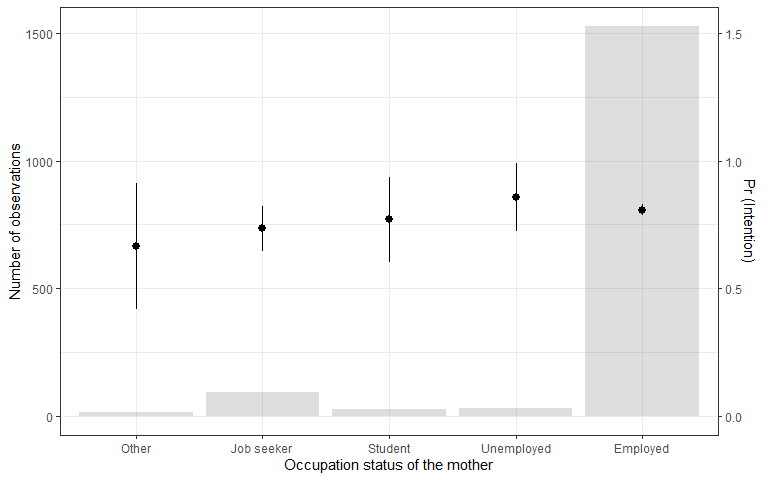 Number of observations
1500
1000
500
0
1.5
1.0
0.5
0.0
Pr (Intention)
Other Job seeker Student Unemployed Employed
Occupation status of the mother